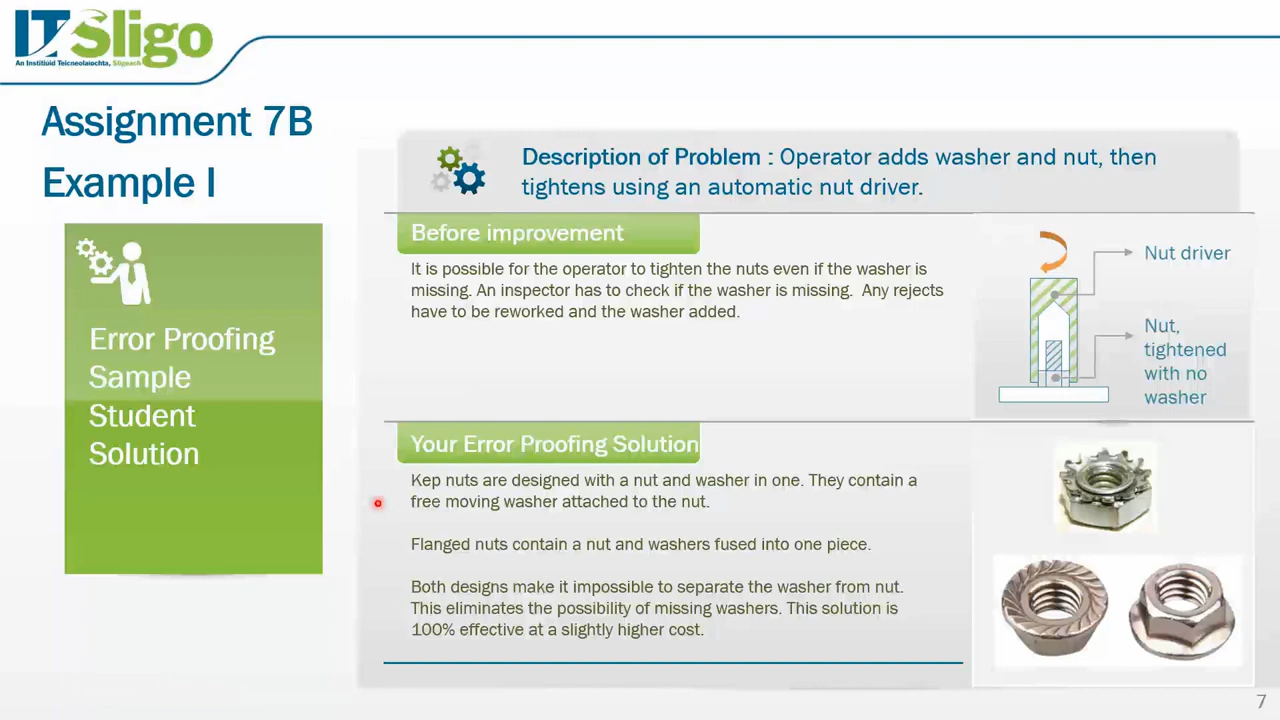 ITSligo
An Institiúid Teicneolaíochta, Sligeach
Assignment 7B
Example I
Error Proofing
Sample
Student
Solution
Description of Problem : Operator adds washer and nut, then
tightens using an automatic nut driver.
Before improvement
It is possible for the operator to tighten the nuts even if the washer is
missing. An inspector has to check if the washer is missing. Any rejects
have to be reworked and the washer added.
Nut driver
Nut,
tightened
with no
washer
Your Error Proofing Solution
Kep nuts are designed with a nut and washer in one. They contain a
free moving washer attached to the nut.
Flanged nuts contain a nut and washers fused into one piece.
Both designs make it impossible to separate the washer from nut.
This eliminates the possibility of missing washers. This solution is
100% effective at a slightly higher cost.
7